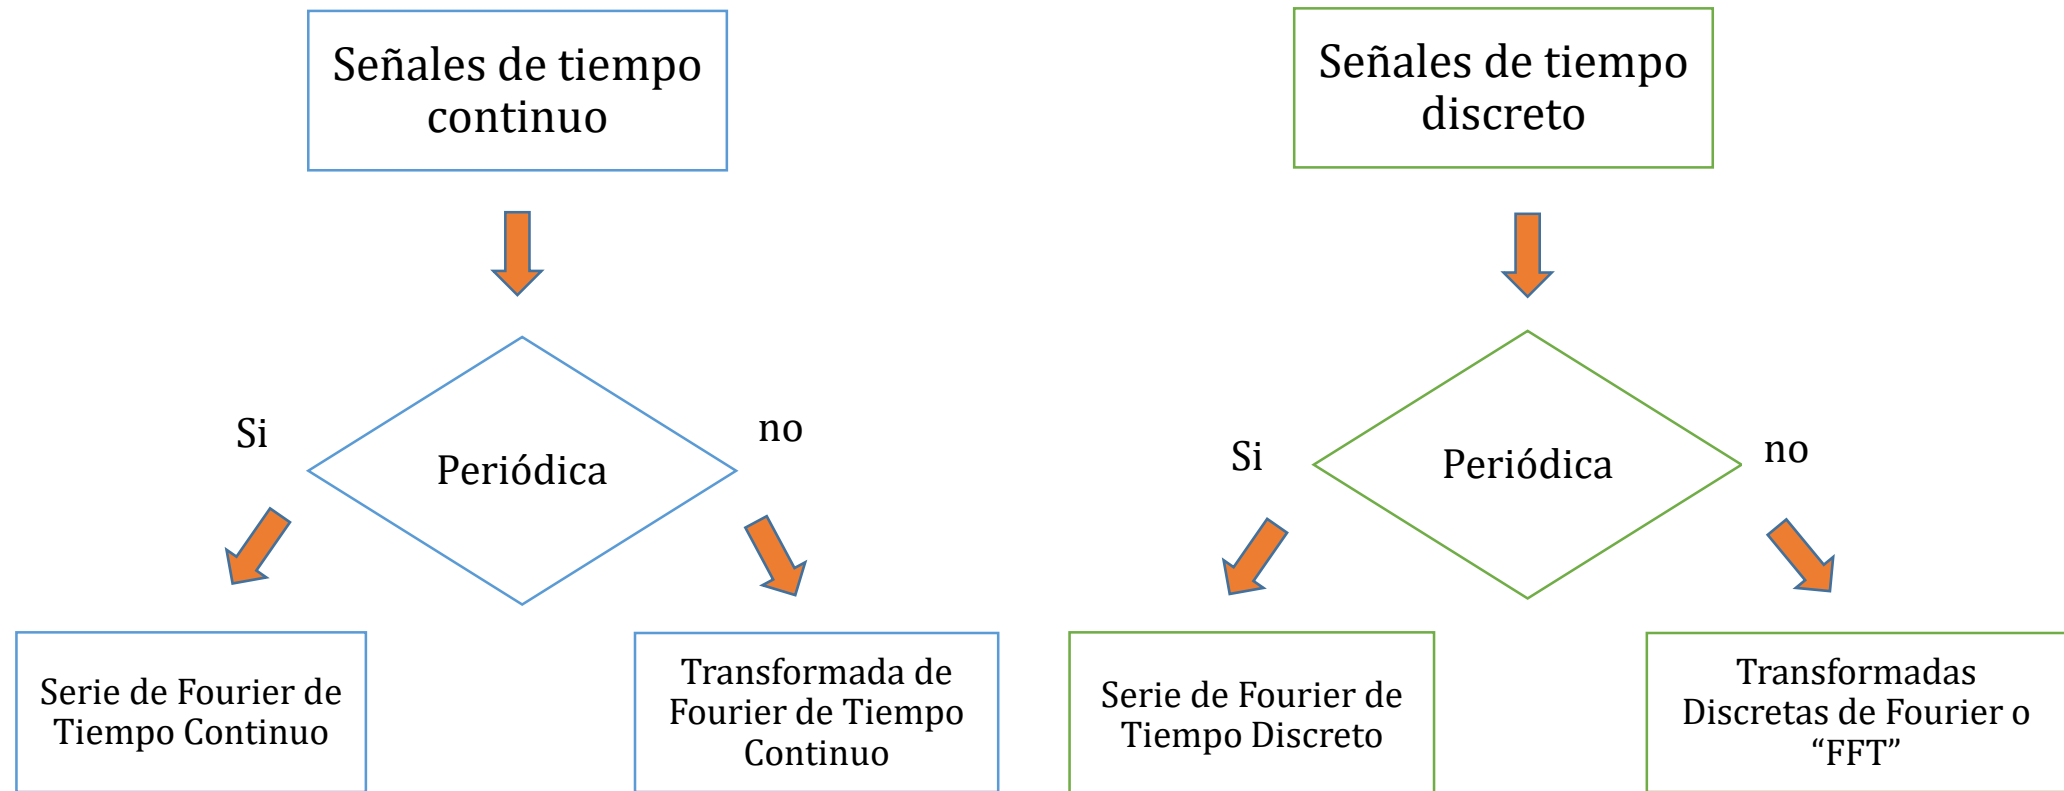 Señales de tiempo
continuo
Señales de tiempo
discreto
Si
no
Periódica
Si
no
Periódica
Serie de Fourier de
Tiempo Continuo
Transformada de
Fourier de Tiempo
Continuo
Serie de Fourier de
Tiempo Discreto
Transformadas
Discretas de Fourier o
“FFT”